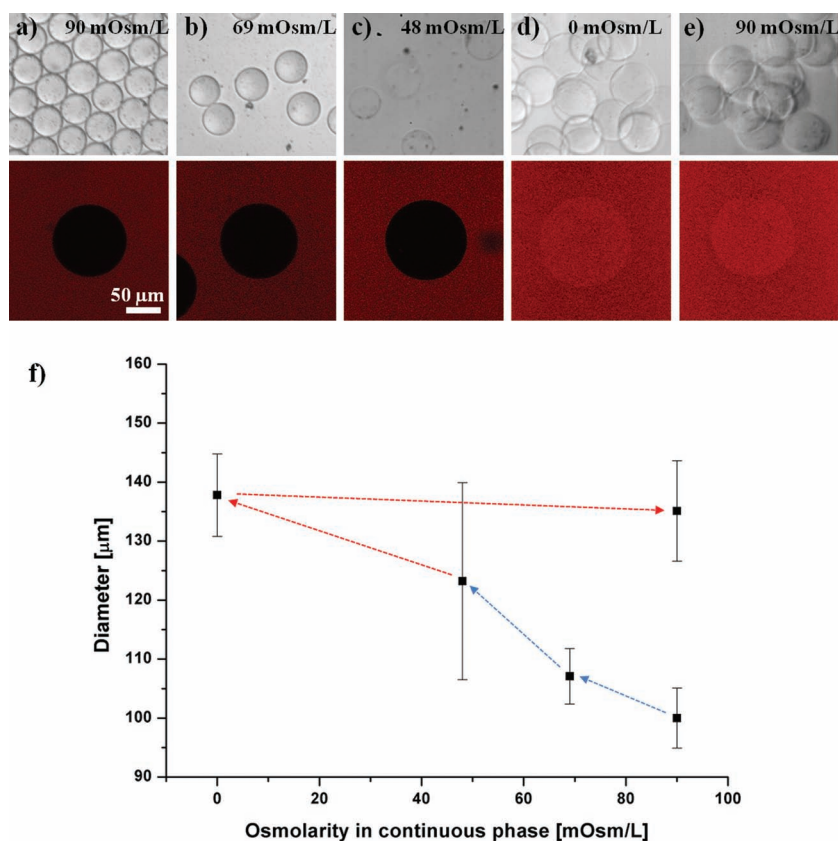 a) 90 mOsm/L b) 69 mOsm/L c) 48 mOsm/L d) 0 mOsm/L e) 90 mOsm/L
50 μm
f)
160
150
140
130
120
110
100
90
Diameter [μm]
0 20 40 60 80 100
Osmolarity in continuous phase [mOsm/L]